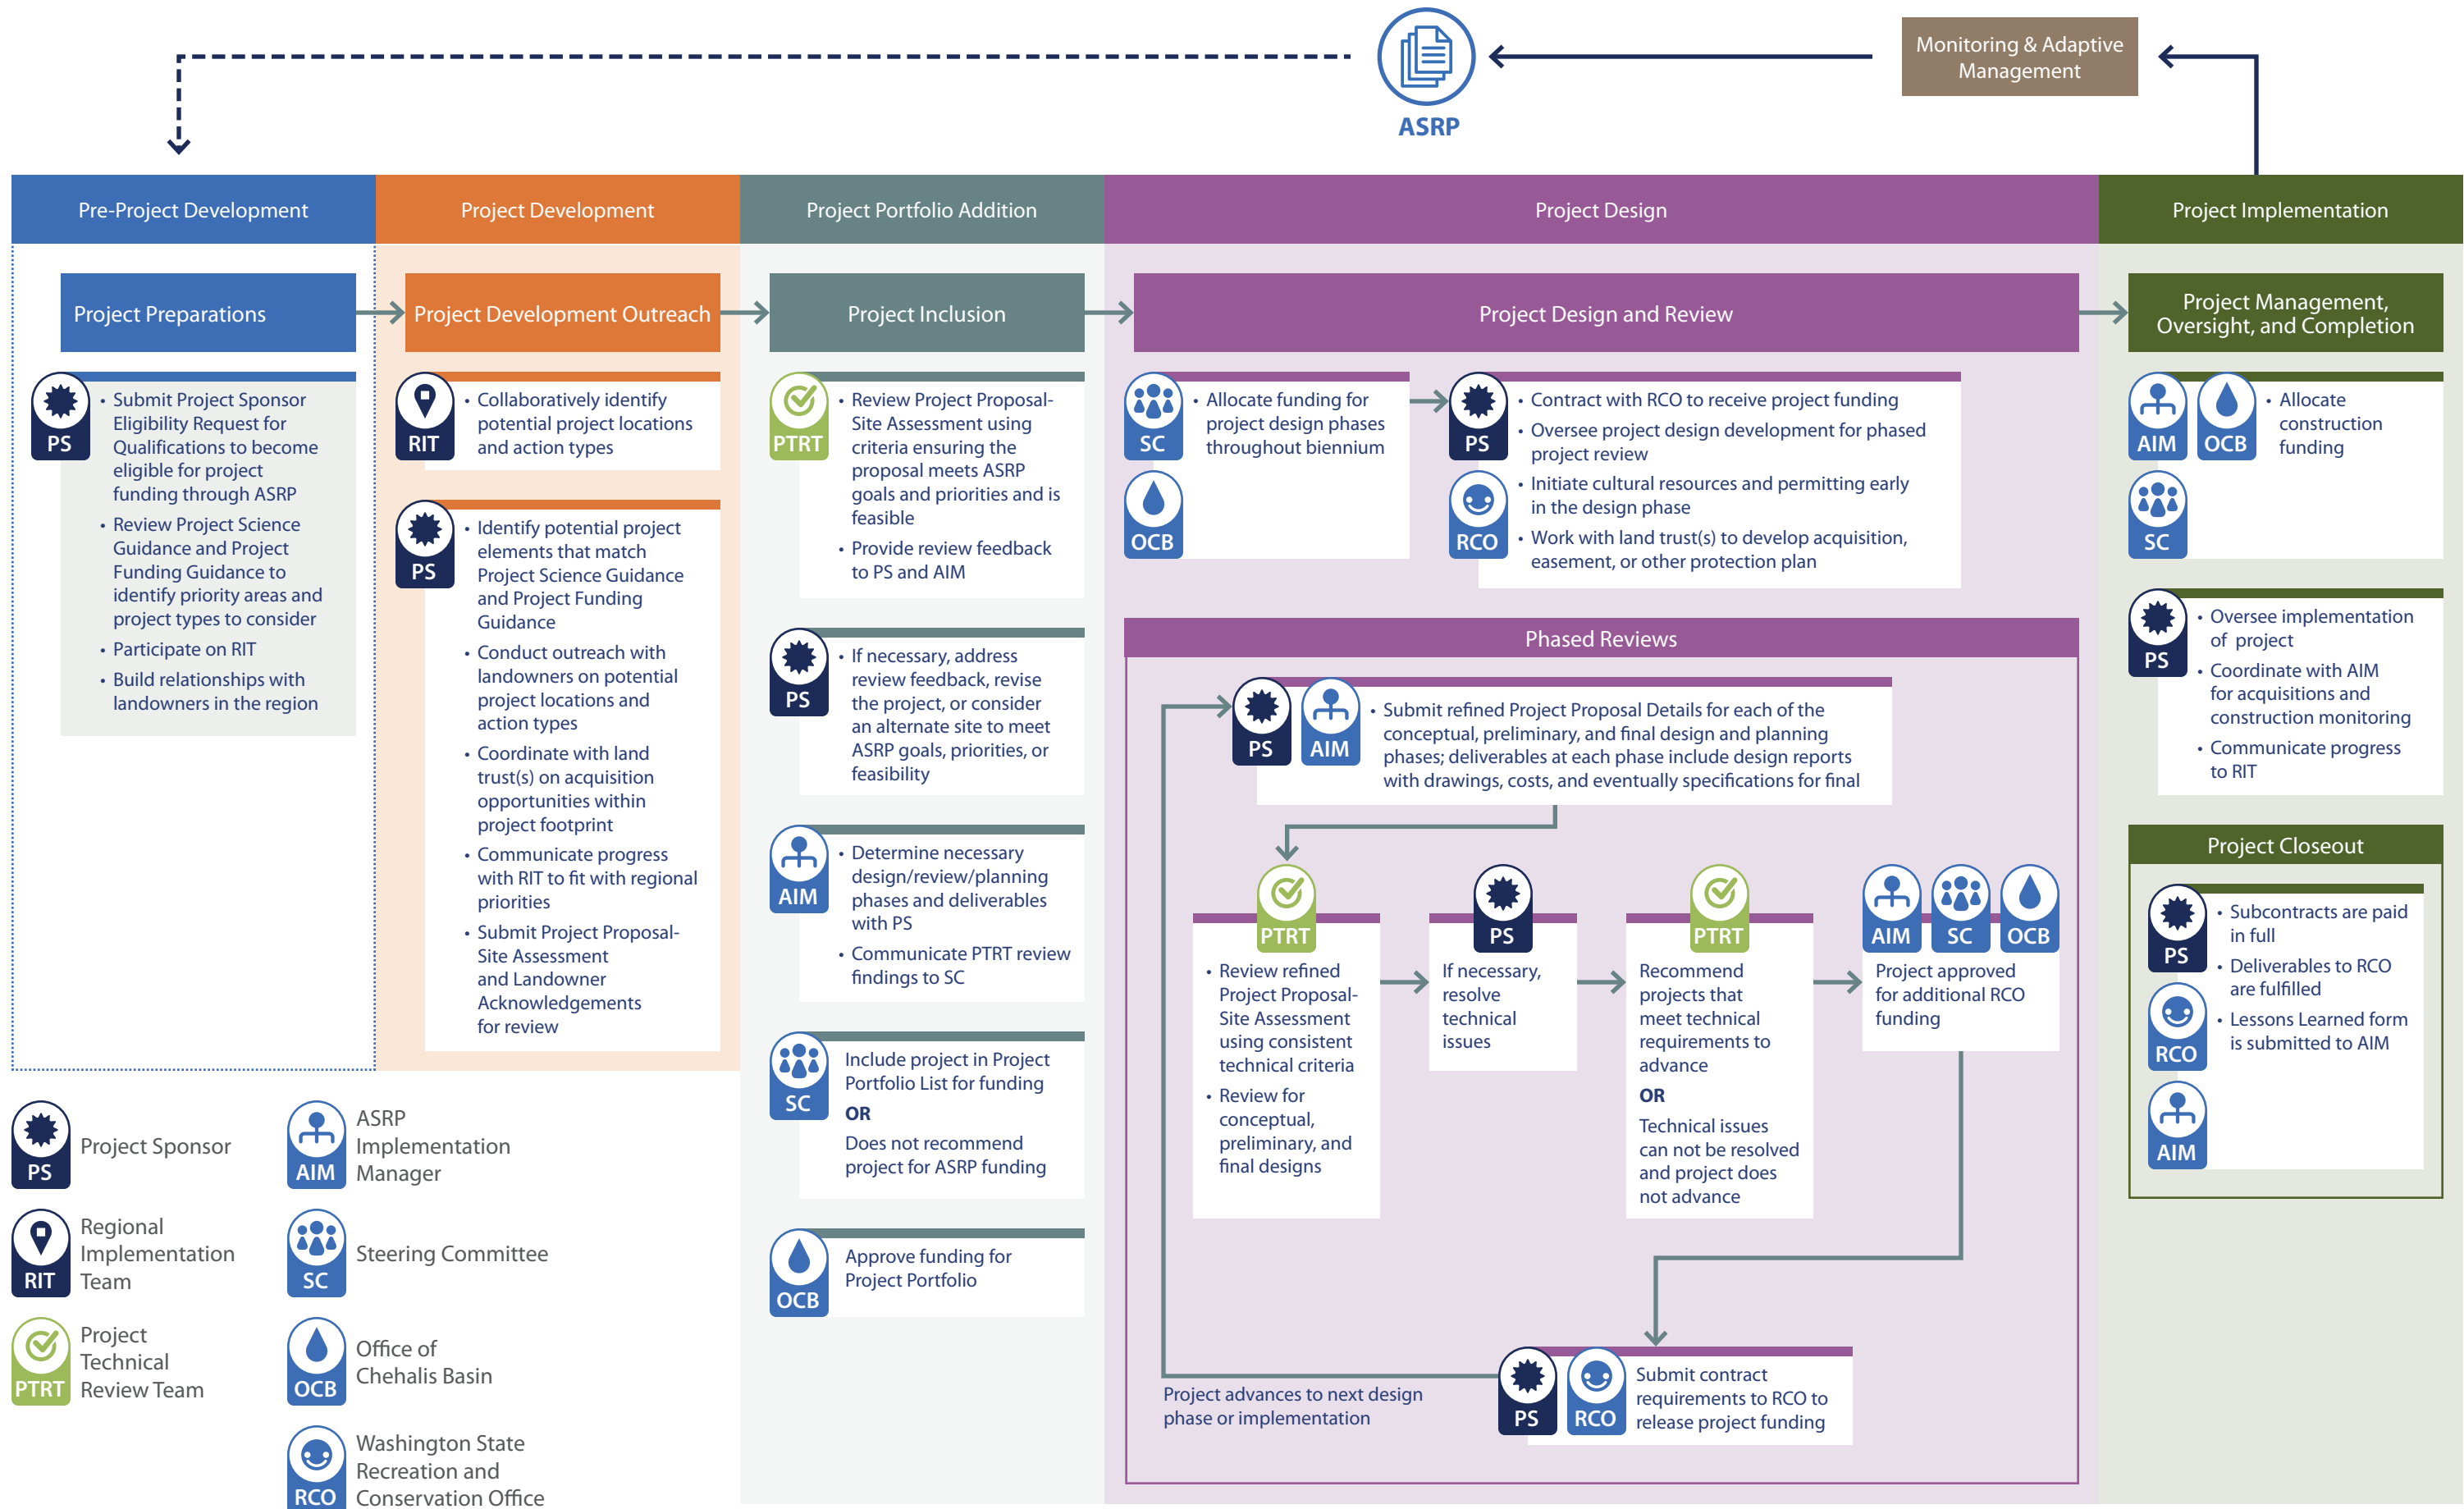 Monitoring & Adaptive
Management
ASRP
Pre-Project Development
Project Development
Project Portfolio Addition
Project Design
Project Implementation
Project Preparations
PS
• Submit Project Sponsor
Eligibility Request for
Qualifications to become
eligible for project
funding through ASRP
• Review Project Science
Guidance and Project
Funding Guidance to
identify priority areas and
project types to consider
• Participate on RIT
• Build relationships with
landowners in the region
Project Development Outreach
RIT
• Collaboratively identify
potential project locations
and action types
PS
• Identify potential project
elements that match
Project Science Guidance
and Project Funding
Guidance
• Conduct outreach with
landowners on potential
project locations and
action types
• Coordinate with land
trust(s) on acquisition
opportunities within
project footprint
• Communicate progress
with RIT to fit with regional
priorities
• Submit Project Proposal-
Site Assessment
and Landowner
Acknowledgements
for review
Project Inclusion
PTRT
• Review Project Proposal-
Site Assessment using
criteria ensuring the
proposal meets ASRP
goals and priorities and is
feasible
• Provide review feedback
to PS and AIM
PS
• If necessary, address
review feedback, revise
the project, or consider
an alternate site to meet
ASRP goals, priorities, or
feasibility
AIM
• Determine necessary
design/review/planning
phases and deliverables
with PS
• Communicate PTRT review
findings to SC
SC
Include project in Project
Portfolio List for funding
OR
Does not recommend
project for ASRP funding
OCB
Approve funding for
Project Portfolio
Project Design and Review
SC
OCB
• Allocate funding for
project design phases
throughout biennium
PS
RCO
• Contract with RCO to receive project funding
• Oversee project design development for phased
project review
• Initiate cultural resources and permitting early
in the design phase
• Work with land trust(s) to develop acquisition,
easement, or other protection plan
Phased Reviews
PS
AIM
• Submit refined Project Proposal Details for each of the
conceptual, preliminary, and final design and planning
phases; deliverables at each phase include design reports
with drawings, costs, and eventually specifications for final
PTRT
• Review refined
Project Proposal-
Site Assessment
using consistent
technical criteria
• Review for
conceptual,
preliminary, and
final designs
PS
If necessary,
resolve
technical
issues
PTRT
Recommend
projects that
meet technical
requirements to
advance
OR
Technical issues
can not be resolved
and project does
not advance
AIM
SC
OCB
Project approved
for additional RCO
funding
PS
RCO
Submit contract
requirements to RCO to
release project funding
Project advances to next design
phase or implementation
Project Management,
Oversight, and Completion
AIM
OCB
SC
• Allocate
construction
funding
PS
• Oversee implementation
of project
• Coordinate with AIM
for acquisitions and
construction monitoring
• Communicate progress
to RIT
Project Closeout
PS
RCO
AIM
• Subcontracts are paid
in full
• Deliverables to RCO
are fulfilled
• Lessons Learned form
is submitted to AIM
PS
Project Sponsor
RIT
Regional
Implementation
Team
PTRT
Project
Technical
Review Team
AIM
ASRP
Implementation
Manager
SC
Steering Committee
OCB
Office of
Chehalis Basin
RCO
Washington State
Recreation and
Conservation Office